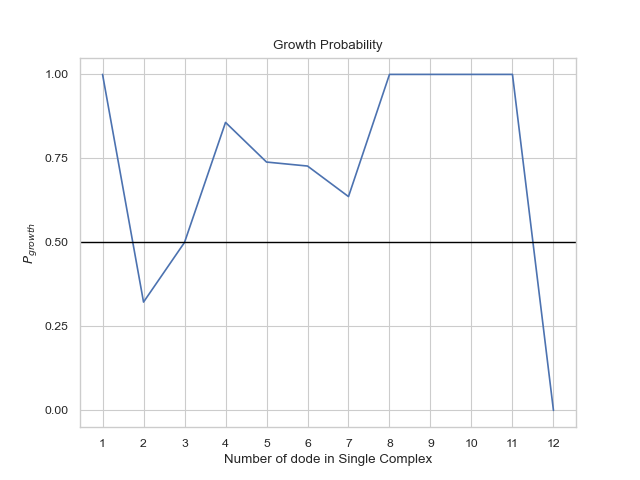 Growth Probability
1.00
0.75
0.50
0.25
0.00
P_growth
1 2 3 4 5 6 7 8 9 10 11 12
Number of dode in Single Complex